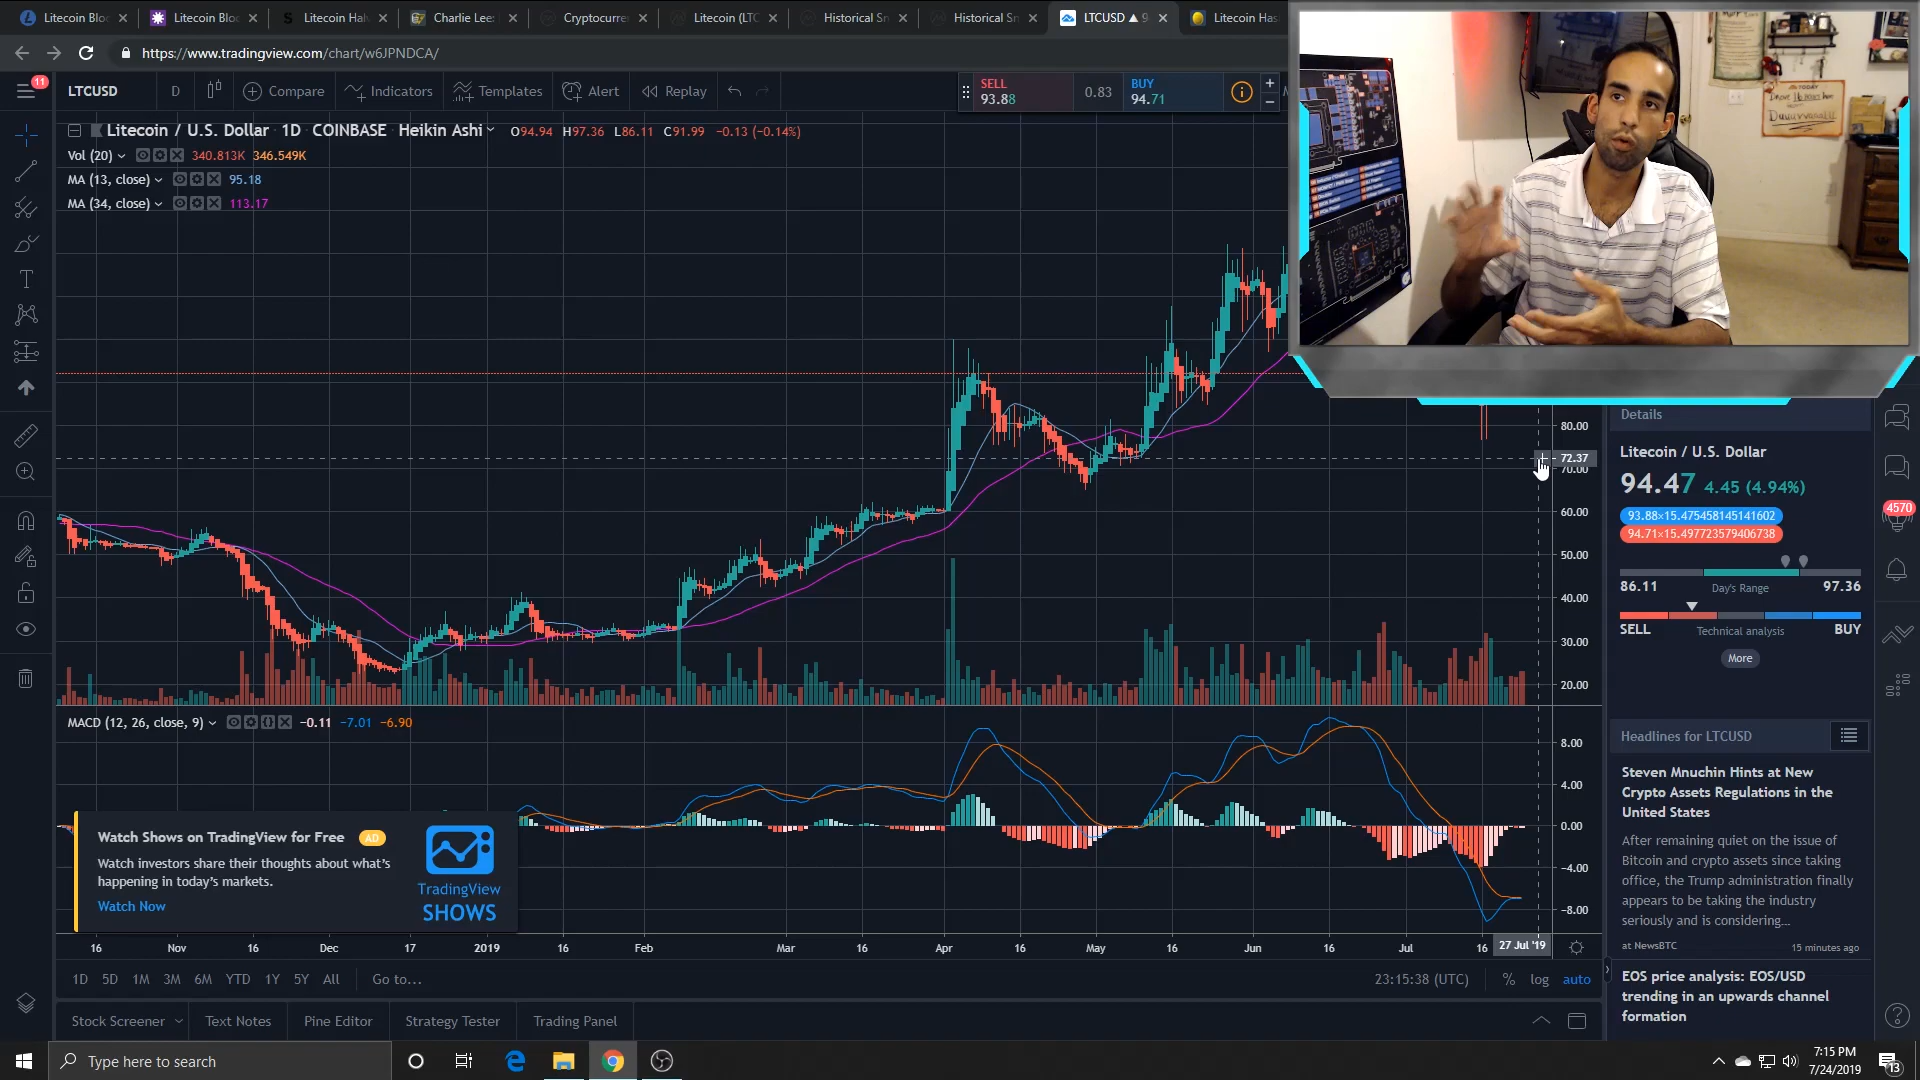 Litecoin Bloc
Litecoin Bloc
Litecoin Halv
Charlie Lee:
Cryptocurre
Litecoin (LTC
Historical Sn
Historical Sn
LTCUSD ▲ 9
Litecoin Has
https://www.tradingview.com/chart/w6JPNDCA/
11
LTCUSD
D
Compare
Indicators
Templates
Alert
Replay
SELL
93.88
0.83
BUY
94.71
Litecoin / U.S. Dollar 1D COINBASE Heikin Ashi
O94.94 H97.36 L86.11 C91.99 −0.13 (−0.14%)
Vol (20) 340.813K 346.549K
MA (13, close) 95.18
MA (34, close) 113.17
80.00
72.37
70.00
60.00
50.00
40.00
30.00
20.00
MACD (12, 26, close, 9) −0.11 −7.01 −6.90
8.00
4.00
0.00
−4.00
−8.00
Watch Shows on TradingView for Free AD
Watch investors share their thoughts about what's
happening in today's markets.
Watch Now
TradingView
SHOWS
16 Nov 16 Dec 17 2019 16 Feb Mar 16 Apr 16 May 16 Jun 16 Jul 16 27 Jul '19
1D 5D 1M 3M 6M YTD 1Y 5Y All Go to...
23:15:38 (UTC) % log auto
Stock Screener Text Notes Pine Editor Strategy Tester Trading Panel
Details
Litecoin / U.S. Dollar
94.47 4.45 (4.94%)
93.88×15.475458145141602
94.71×15.497723579406738
86.11 Day's Range 97.36
SELL Technical analysis BUY
More
Headlines for LTCUSD
Steven Mnuchin Hints at New
Crypto Assets Regulations in the
United States
After remaining quiet on the issue of
Bitcoin and crypto assets since taking
office, the Trump administration finally
appears to be taking the industry
seriously and is considering...
at NewsBTC 15 minutes ago
EOS price analysis: EOS/USD
trending in an upwards channel
formation
4570
Type here to search
7:15 PM
7/24/2019
13